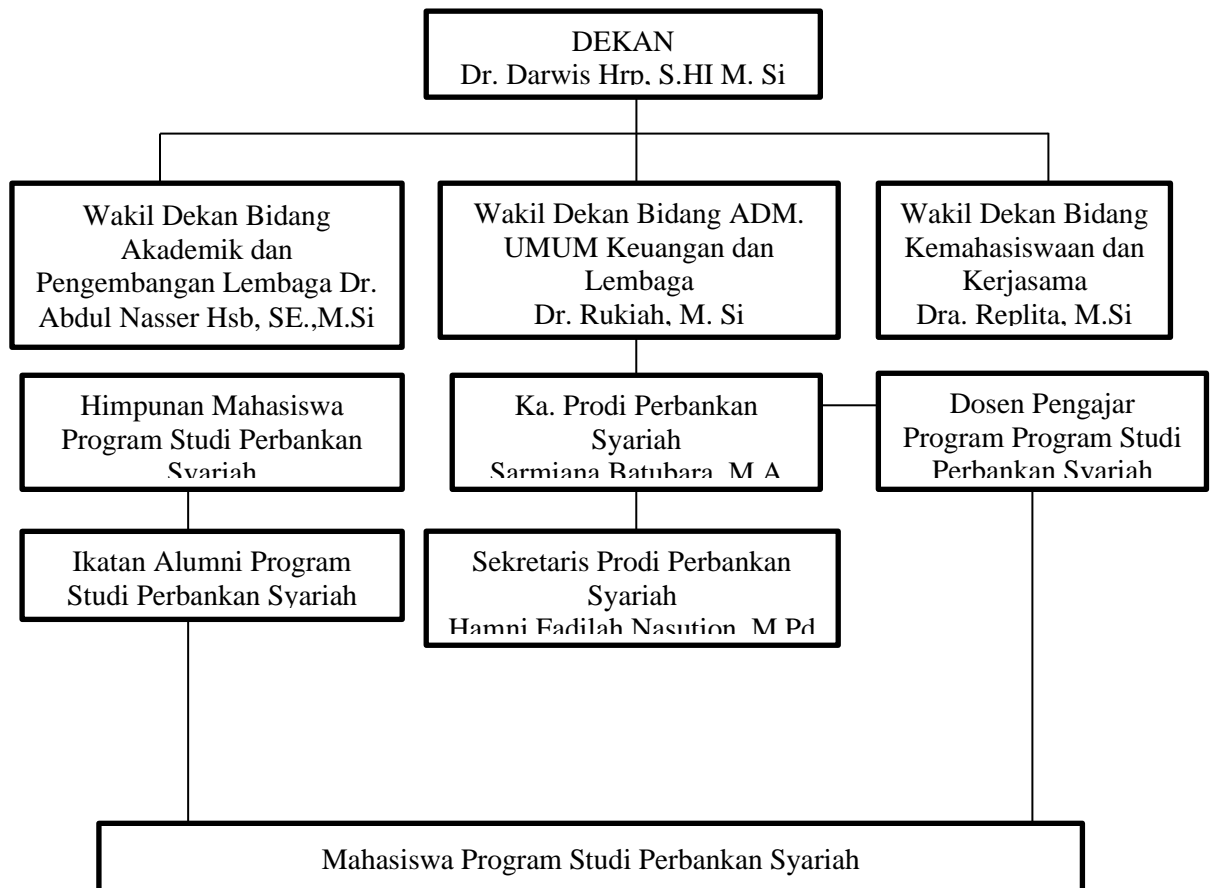 DEKAN
Dr. Darwis Hrp, S.HI M. Si
Wakil Dekan Bidang
Akademik dan
Pengembangan Lembaga Dr.
Abdul Nasser Hsb, SE.,M.Si
Wakil Dekan Bidang ADM.
UMUM Keuangan dan
Lembaga
Dr. Rukiah, M. Si
Wakil Dekan Bidang
Kemahasiswaan dan
Kerjasama
Dra. Replita, M.Si
Himpunan Mahasiswa
Program Studi Perbankan
Syariah
Ka. Prodi Perbankan
Syariah
Sarmiana Batubara, M.A
Dosen Pengajar
Program Program Studi
Perbankan Syariah
Ikatan Alumni Program
Studi Perbankan Syariah
Sekretaris Prodi Perbankan
Syariah
Hamni Fadilah Nasution, M.Pd
Mahasiswa Program Studi Perbankan Syariah